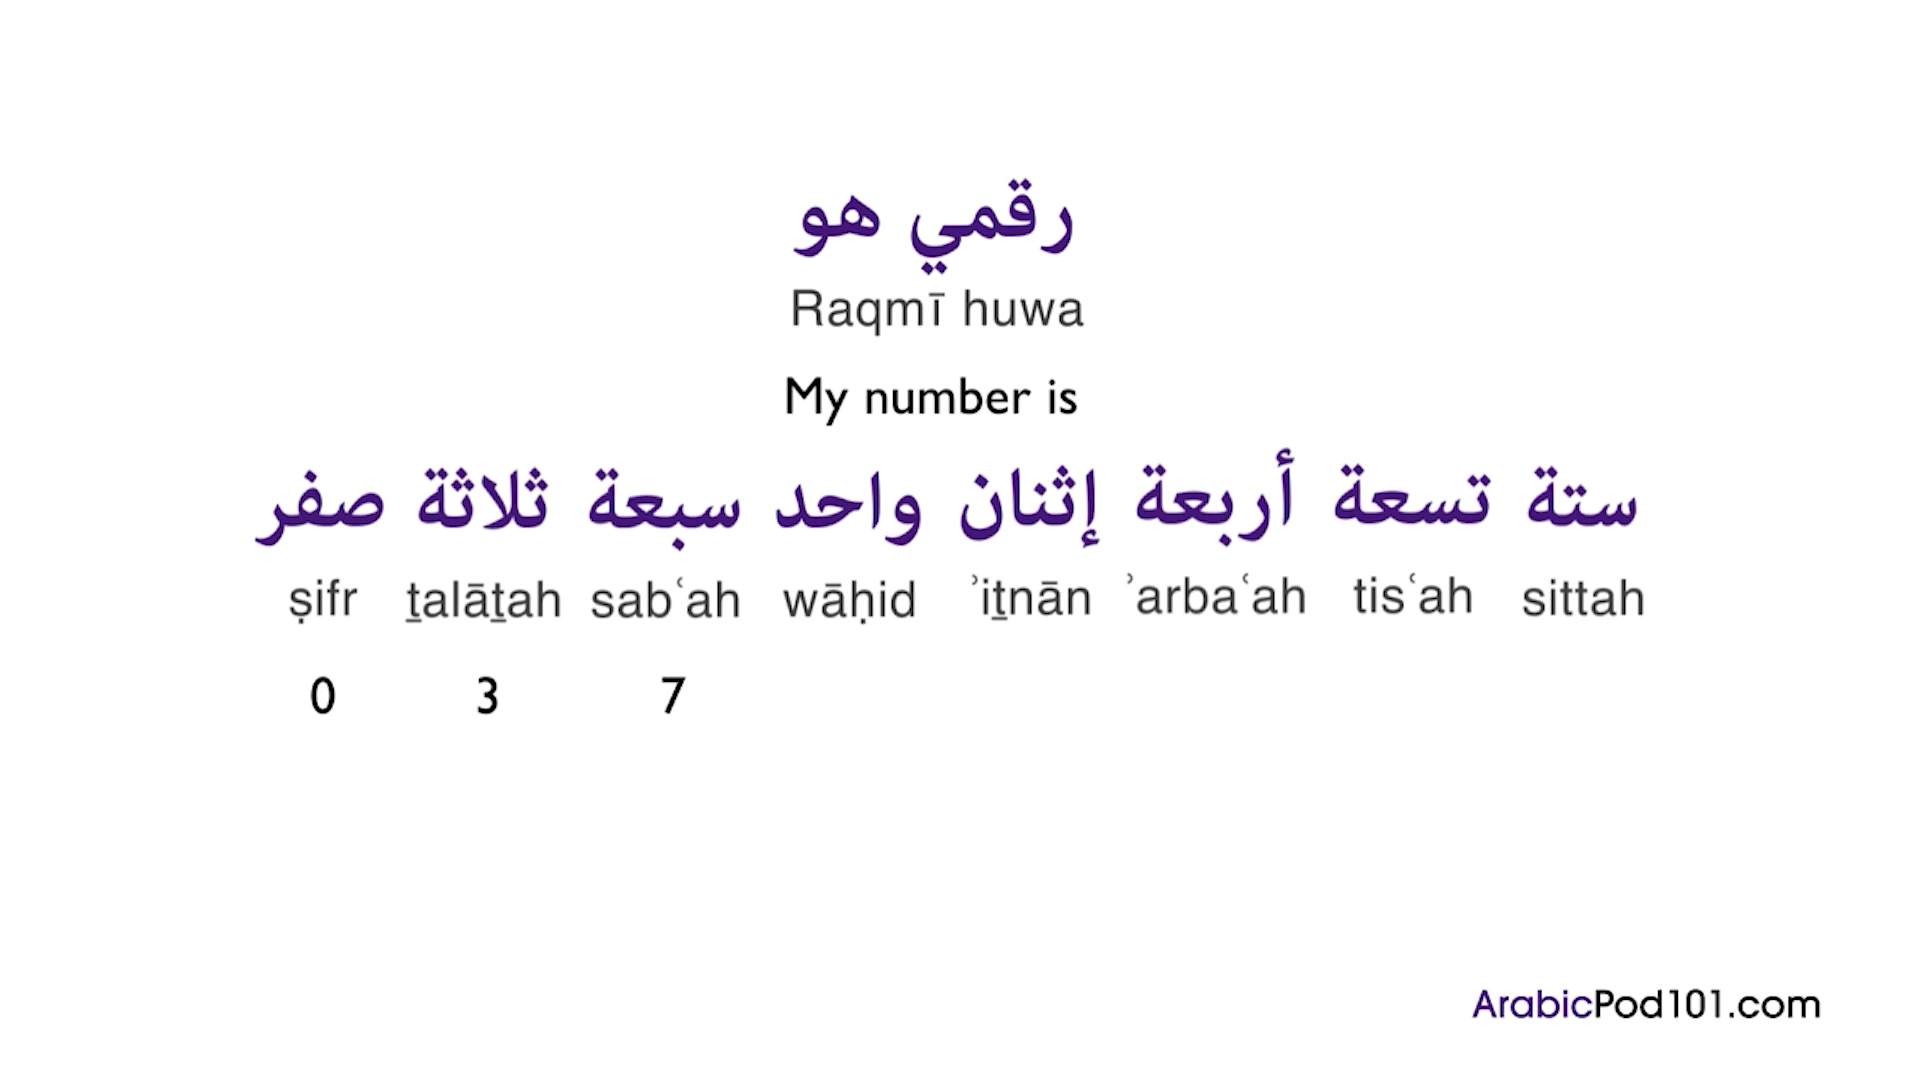 رقمي هو
Raqmī huwa
My number is
صفر ثلاثة سبعة واحد إثنان أربعة تسعة ستة
ṣifr ṯalāṯah sabʿah wāḥid ʾiṯnān ʾarbaʿah tisʿah sittah
0 3 7
ArabicPod101.com